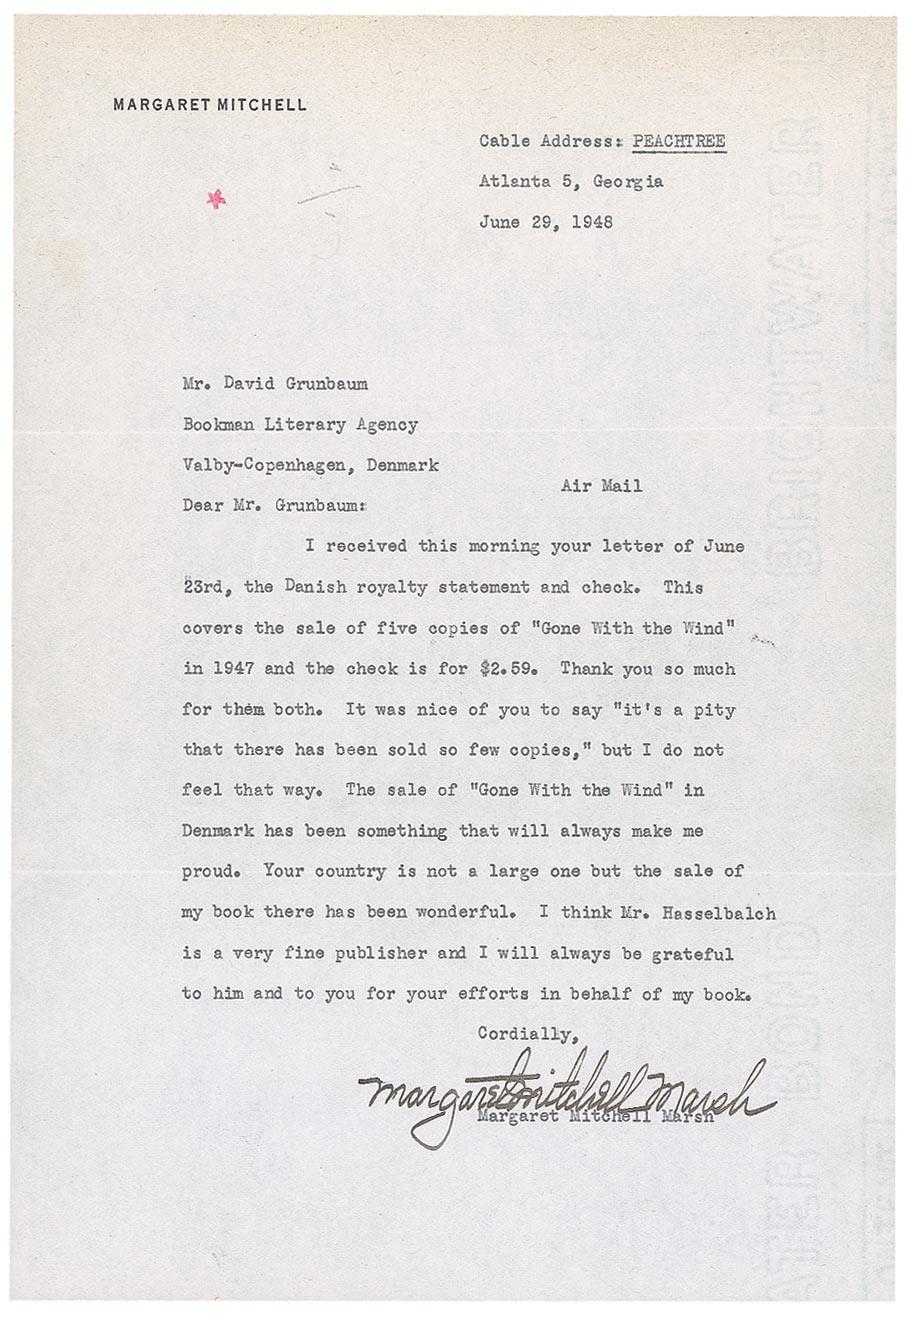 MARGARET MITCHELL
Cable Address: PEACHTREE
Atlanta 5, Georgia
June 29, 1948
Mr. David Grunbaum
Bookman Literary Agency
Valby-Copenhagen, Denmark
Air Mail
Dear Mr. Grunbaum:
I received this morning your letter of June
23rd, the Danish royalty statement and check. This
covers the sale of five copies of "Gone With the Wind"
in 1947 and the check is for $2.59. Thank you so much
for them both. It was nice of you to say "it's a pity
that there has been sold so few copies," but I do not
feel that way. The sale of "Gone With the Wind" in
Denmark has been something that will always make me
proud. Your country is not a large one but the sale of
my book there has been wonderful. I think Mr. Hasselbalch
is a very fine publisher and I will always be grateful
to him and to you for your efforts in behalf of my book.
Cordially,
Margaret Mitchell Marsh
Margaret Mitchell Marsh